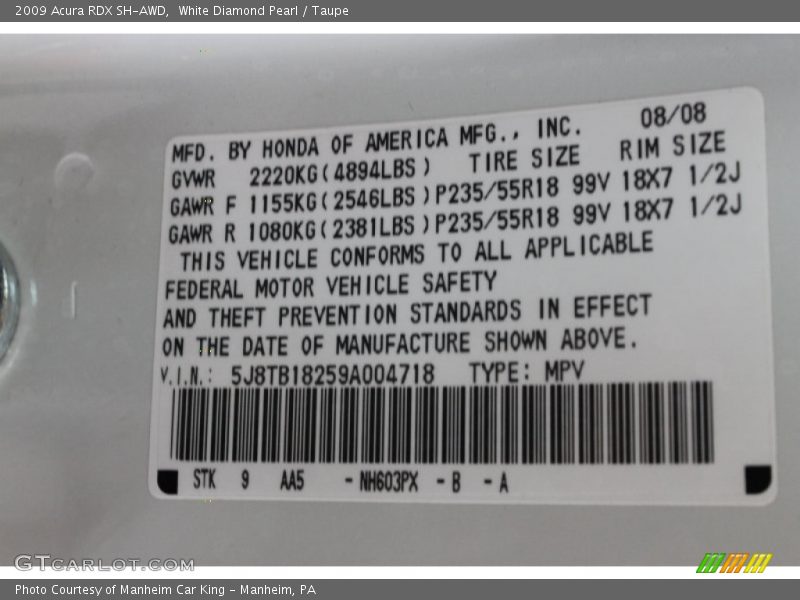 2009 Acura RDX SH-AWD,  White Diamond Pearl / Taupe
08/08
MFD. BY HONDA OF AMERICA MFG., INC.
GVWR 2220KG(4894LBS) TIRE SIZE RIM SIZE
GAWR F 1155KG(2546LBS)P235/55R18 99V 18X7 1/2J
GAWR R 1080KG(2381LBS)P235/55R18 99V 18X7 1/2J
THIS VEHICLE CONFORMS TO ALL APPLICABLE
FEDERAL MOTOR VEHICLE SAFETY
AND THEFT PREVENTION STANDARDS IN EFFECT
ON THE DATE OF MANUFACTURE SHOWN ABOVE.
V.I.N.: 5J8TB18259A004718 TYPE: MPV
STK 9 AA5 -NH603PX -B -A
GTCARLOT.COM
Photo Courtesy of Manheim Car King - Manheim, PA